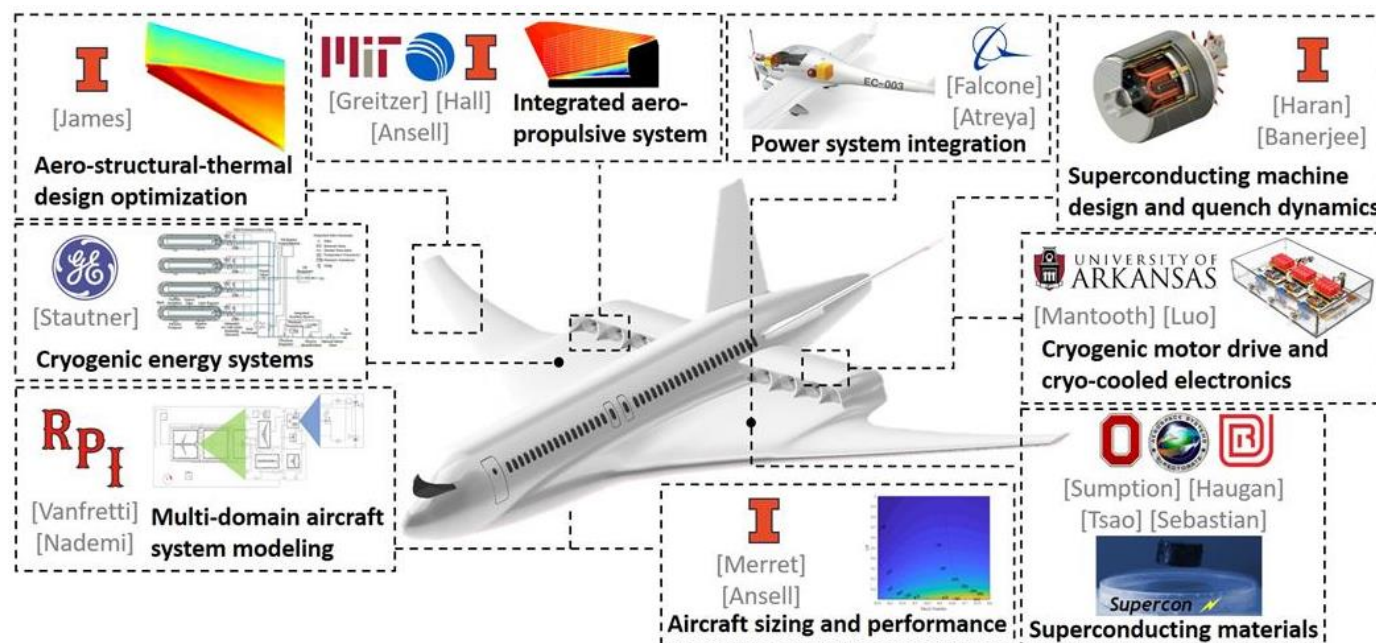 [James]
Aero-structural-thermal
design optimization
MIT
[Greitzer] [Hall]
[Ansell]
Integrated aero-
propulsive system
EC-003
[Falcone]
[Atreya]
Power system integration
[Haran]
[Banerjee]
Superconducting machine
design and quench dynamics
GE
[Stautner]
Cryogenic energy systems
UNIVERSITY OF
ARKANSAS
[Mantooth] [Luo]
Cryogenic motor drive and
cryo-cooled electronics
RPI
[Vanfretti]
[Nademi]
Multi-domain aircraft
system modeling
I
[Merret]
[Ansell]
Aircraft sizing and performance
O
[Sumption] [Haugan]
[Tsao] [Sebastian]
Supercon
Superconducting materials